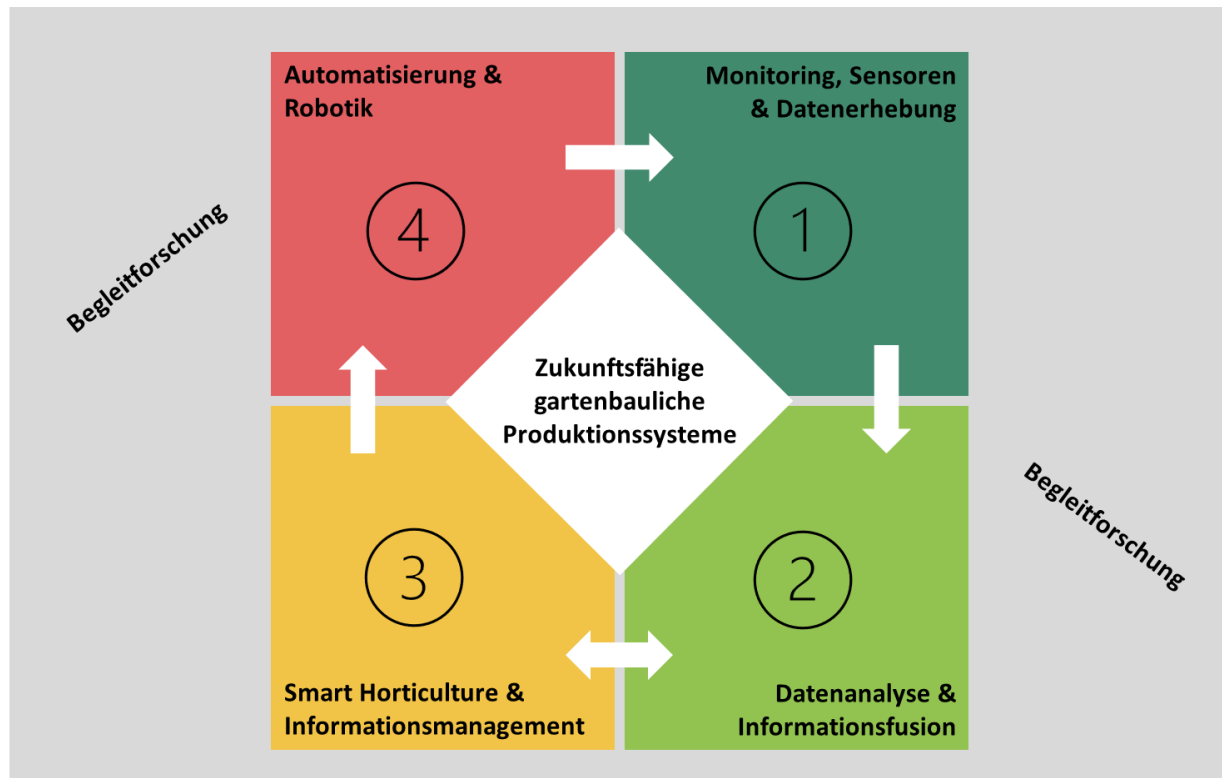 Automatisierung &
Robotik
Monitoring, Sensoren
& Datenerhebung
4
1
Begleitforschung
Zukunftsfähige
gartenbauliche
Produktionssysteme
Begleitforschung
3
2
Smart Horticulture &
Informationsmanagement
Datenanalyse &
Informationsfusion